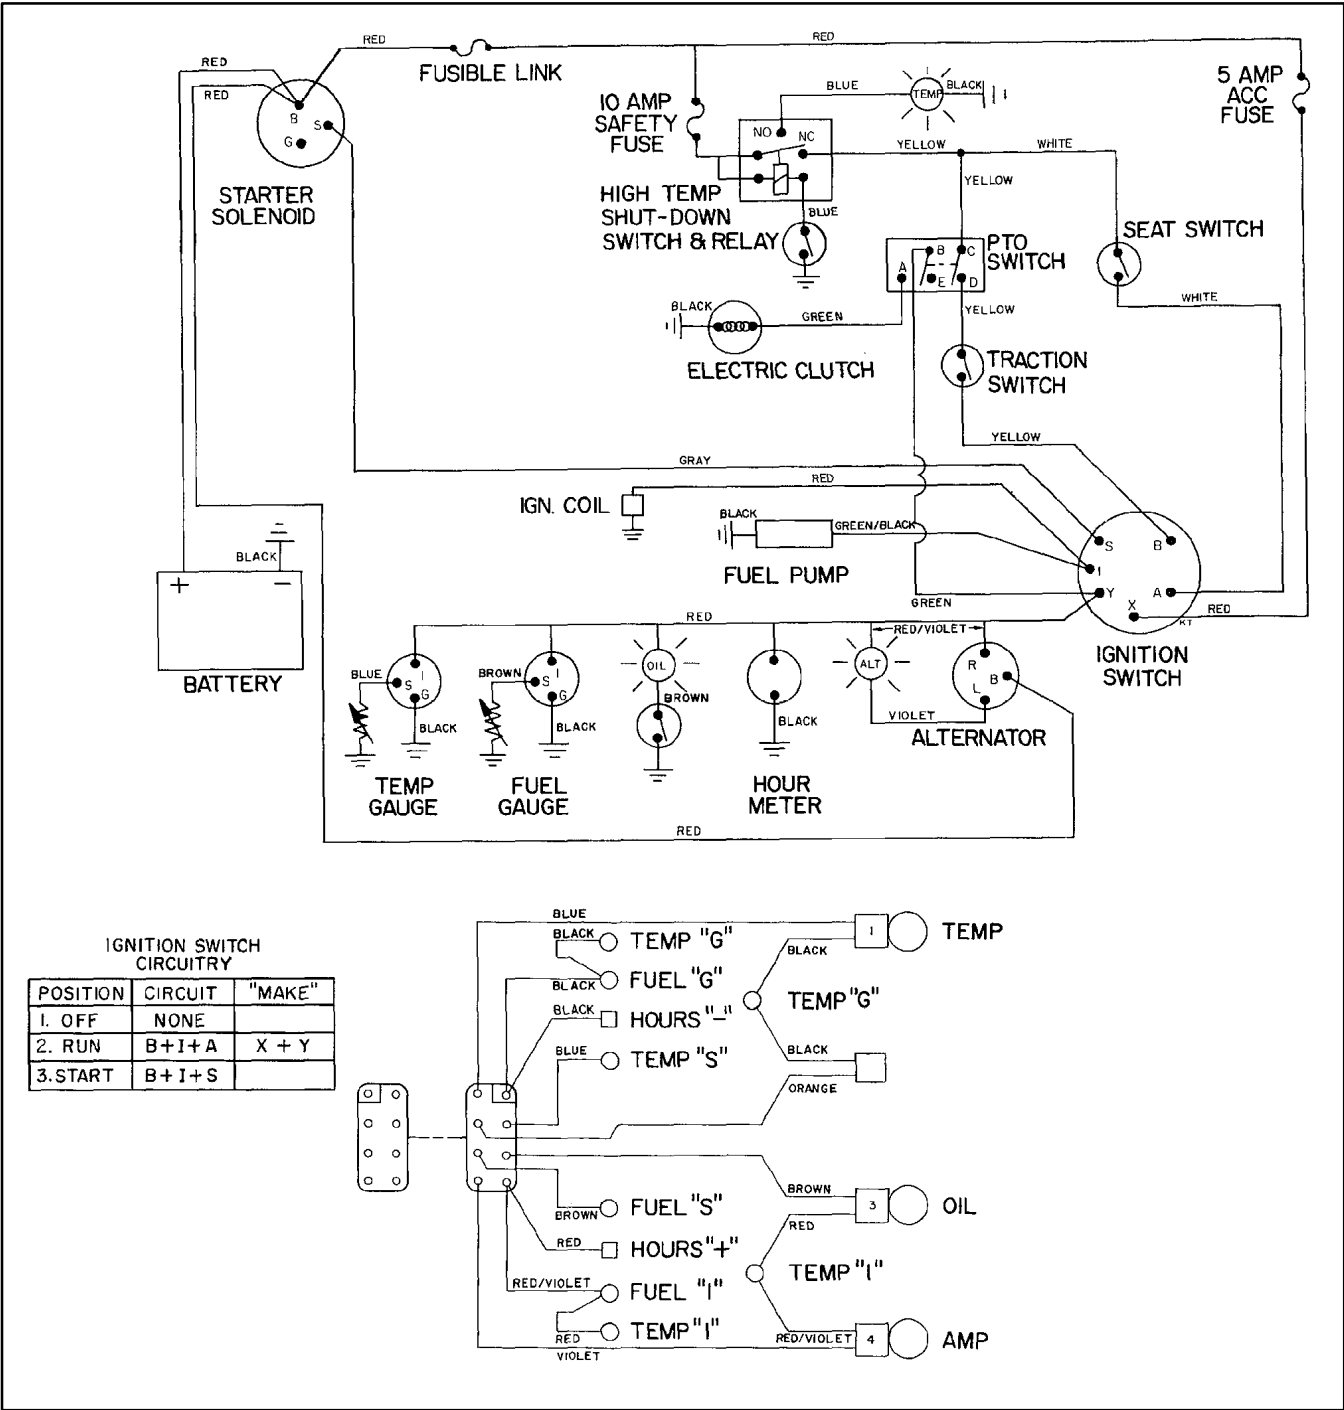 RED
RED
FUSIBLE LINK
RED
RED
RED
B
S
G
STARTER
SOLENOID
10 AMP
SAFETY
FUSE
BLUE
TEMP
BLACK
5 AMP
ACC
FUSE
NO
NC
YELLOW
WHITE
YELLOW
HIGH TEMP
SHUT-DOWN
SWITCH & RELAY
BLUE
PTO
SWITCH
A
B
C
E
D
SEAT SWITCH
WHITE
BLACK
GREEN
YELLOW
ELECTRIC CLUTCH
TRACTION
SWITCH
YELLOW
GRAY
RED
IGN. COIL
BLACK
GREEN/BLACK
FUEL PUMP
S
B
I
Y
A
X
KT
GREEN
RED
IGNITION
SWITCH
BLACK
+
−
BATTERY
RED
RED/VIOLET
BLUE
S
I
G
BLACK
TEMP
GAUGE
BROWN
S
I
G
BLACK
FUEL
GAUGE
OIL
BROWN
BLACK
HOUR
METER
ALT
VIOLET
R
B
L
ALTERNATOR
RED
IGNITION SWITCH
CIRCUITRY
POSITION CIRCUIT "MAKE"
1. OFF NONE
2. RUN B+I+A X + Y
3.START B+I+S
BLUE
1
TEMP
BLACK
TEMP "G"
BLACK
BLACK
FUEL "G"
TEMP "G"
BLACK
HOURS "–"
BLUE
TEMP "S"
BLACK
ORANGE
BROWN
3
OIL
BROWN
FUEL "S"
RED
RED
HOURS "+"
TEMP "I"
RED/VIOLET
FUEL "I"
RED
TEMP "I"
VIOLET
RED/VIOLET
4
AMP